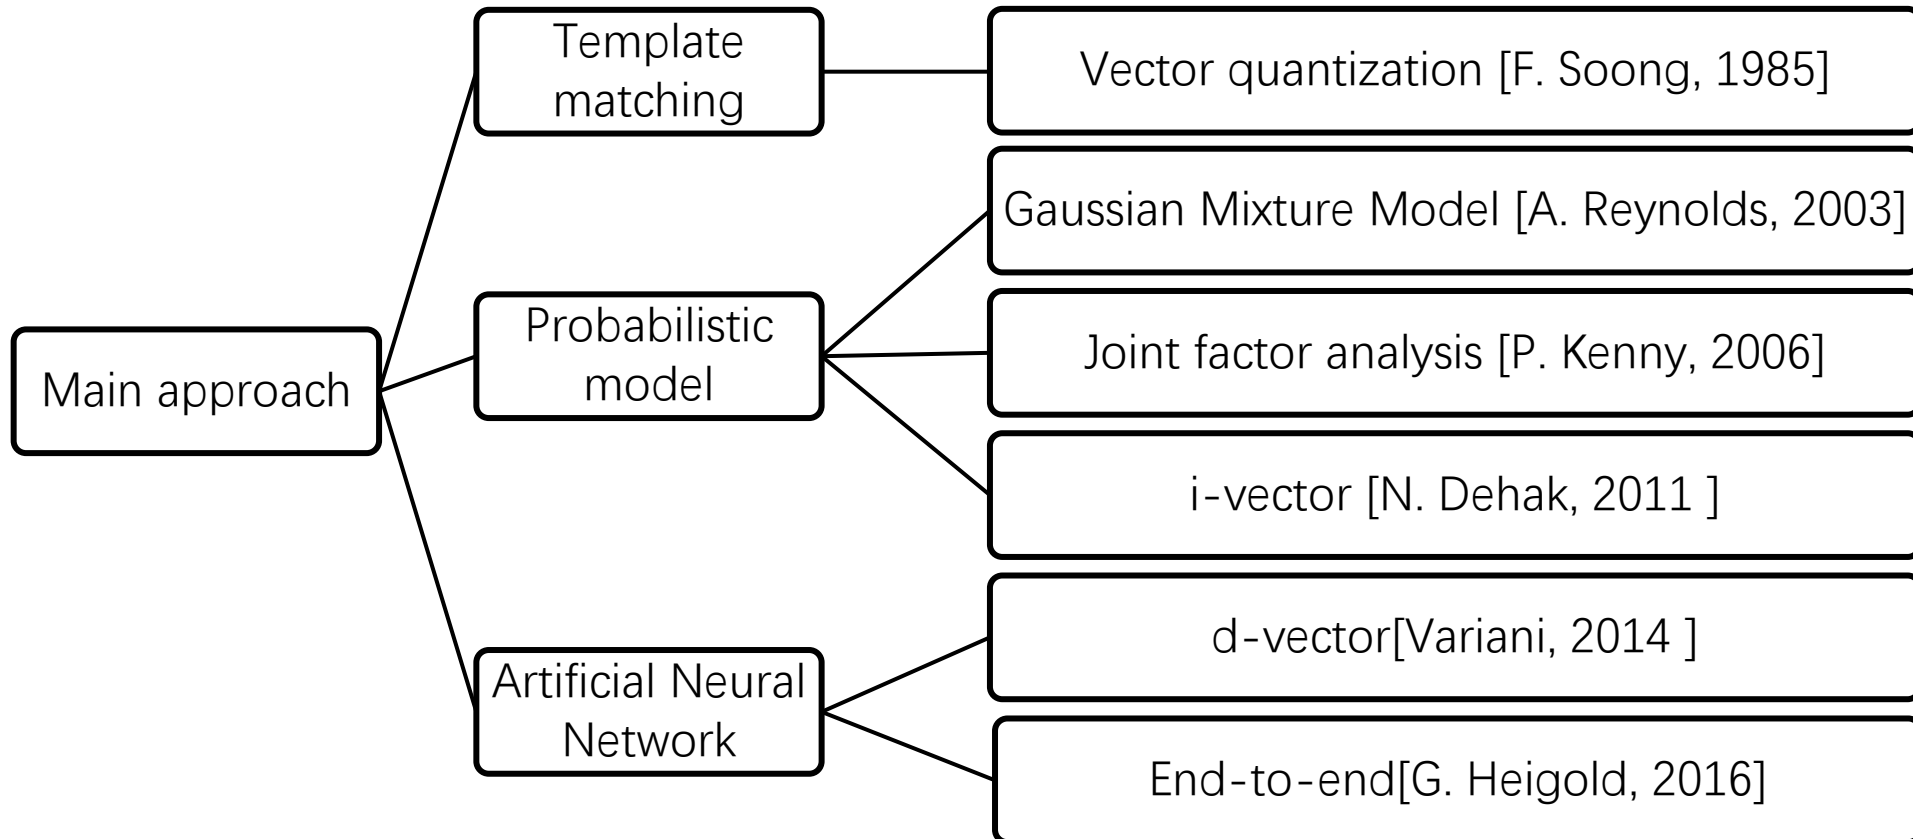 Template
matching
Vector quantization [F. Soong, 1985]
Gaussian Mixture Model [A. Reynolds, 2003]
Main approach
Probabilistic
model
Joint factor analysis [P. Kenny, 2006]
i-vector [N. Dehak, 2011 ]
Artificial Neural
Network
d-vector[Variani, 2014 ]
End-to-end[G. Heigold, 2016]